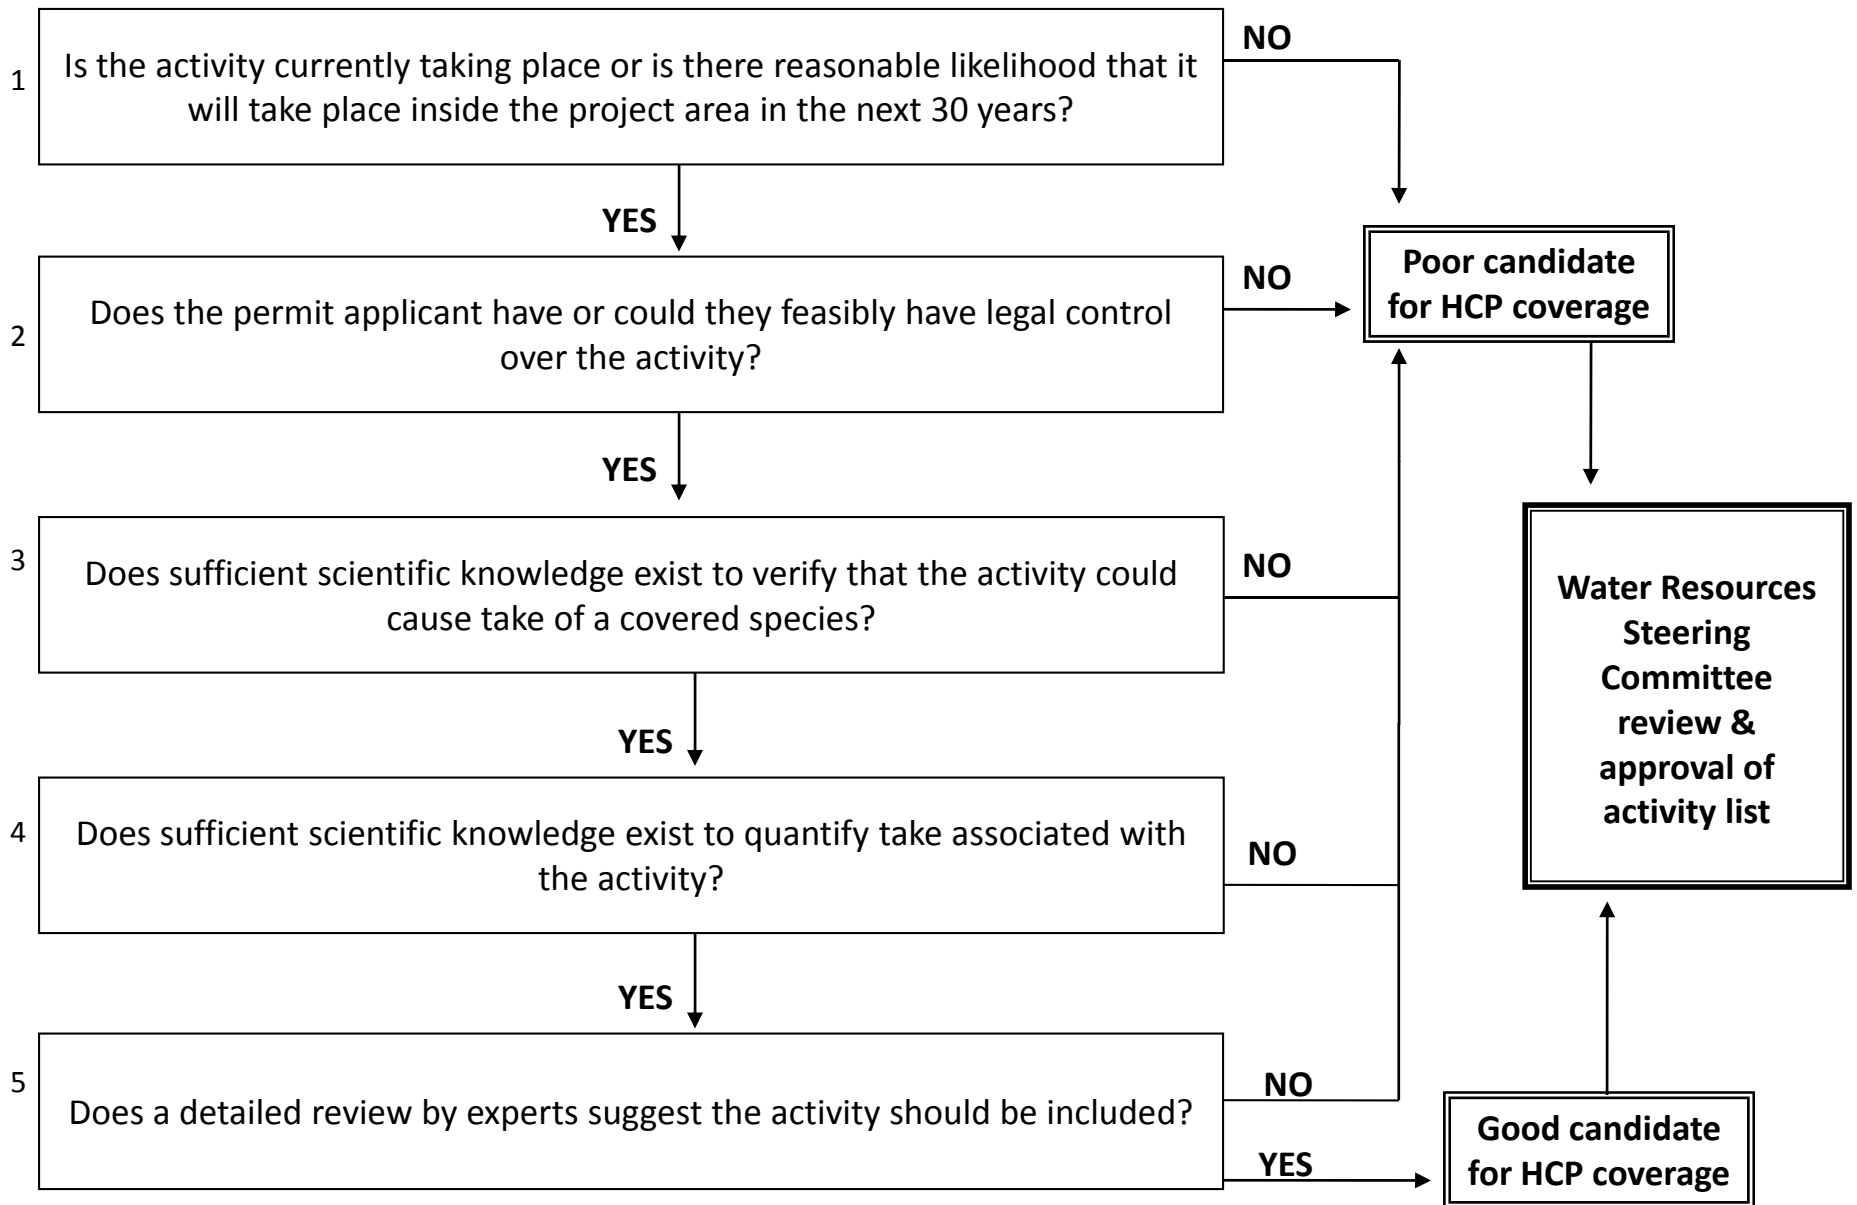 1
Is the activity currently taking place or is there reasonable likelihood that it
will take place inside the project area in the next 30 years?
NO
YES
2
Does the permit applicant have or could they feasibly have legal control
over the activity?
NO
Poor candidate
for HCP coverage
YES
3
Does sufficient scientific knowledge exist to verify that the activity could
cause take of a covered species?
NO
Water Resources
Steering
Committee
review &
approval of
activity list
YES
4
Does sufficient scientific knowledge exist to quantify take associated with
the activity?
NO
YES
5
Does a detailed review by experts suggest the activity should be included?
NO
YES
Good candidate
for HCP coverage